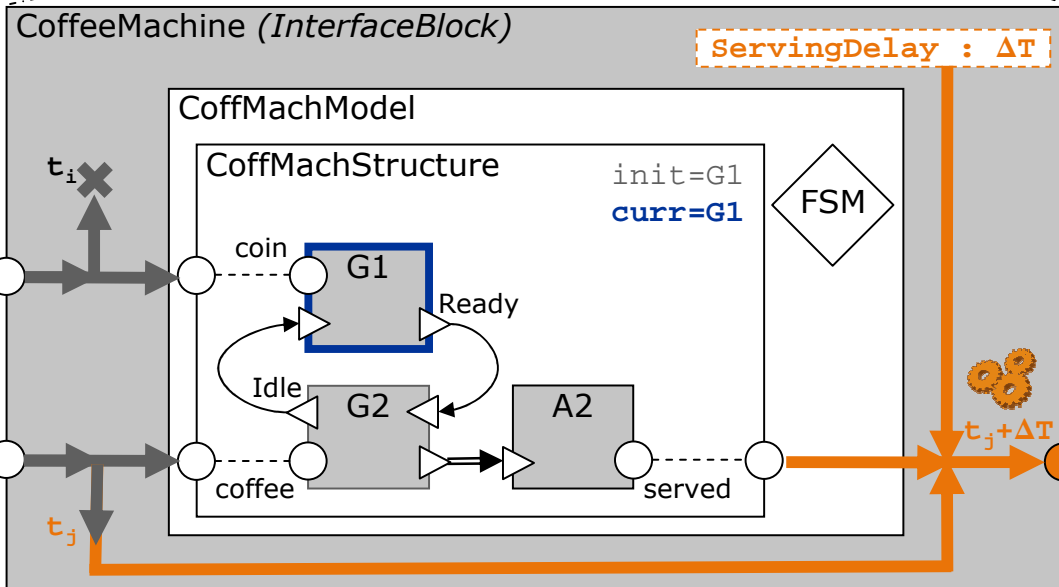 CoffeeMachine (InterfaceBlock)
ServingDelay : ΔT
CoffMachModel
CoffMachStructure
init=G1
curr=G1
FSM
tᵢ
coin
G1
Ready
Idle
G2
A2
coffee
served
tⱼ
tⱼ+ΔT